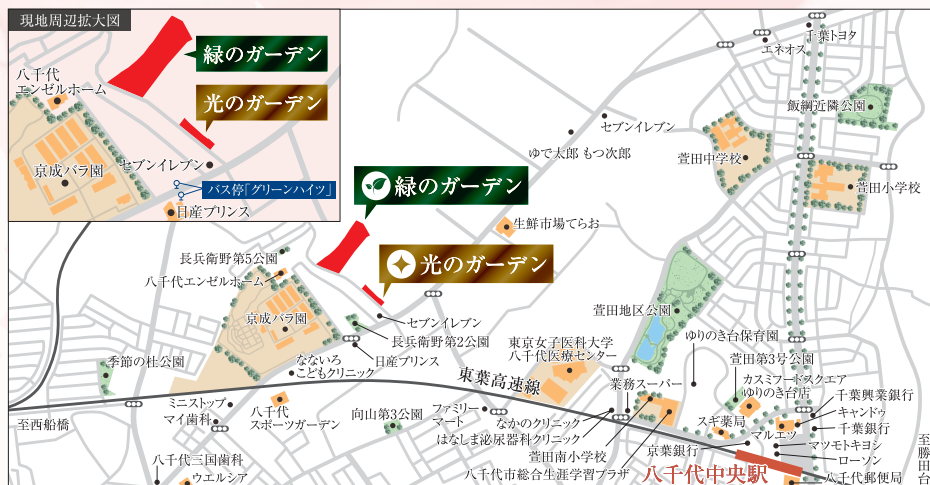 現地周辺拡大図
緑のガーデン
八千代
エンゼルホーム
光のガーデン
京成バラ園
セブンイレブン
バス停「グリーンハイツ」
日産プリンス
千葉トヨタ
エネオス
飯綱近隣公園
セブンイレブン
ゆで太郎 もつ次郎
萱田中学校
萱田小学校
緑のガーデン
生鮮市場てらお
光のガーデン
長兵衛野第5公園
八千代エンゼルホーム
京成バラ園
セブンイレブン
長兵衛野第2公園
日産プリンス
なないろ
こどもクリニック
季節の杜公園
萱田地区公園
東京女子医科大学
八千代医療センター
ゆりのき台保育園
萱田第3号公園
カスミフードスクエア
ゆりのき台店
東葉高速線
業務スーパー
千葉興業銀行
キャンドゥ
千葉銀行
マツモトキヨシ
ローソン
八千代郵便局
至勝田台
至西船橋
ミニストップ
マイ歯科
八千代
スポーツガーデン
向山第3公園
ファミリー
マート
なかのクリニック
はなしま泌尿器科クリニック
萱田南小学校
八千代市総合生涯学習プラザ
スギ薬局
マルエツ
京葉銀行
八千代中央駅
八千代三国歯科
ウエルシア